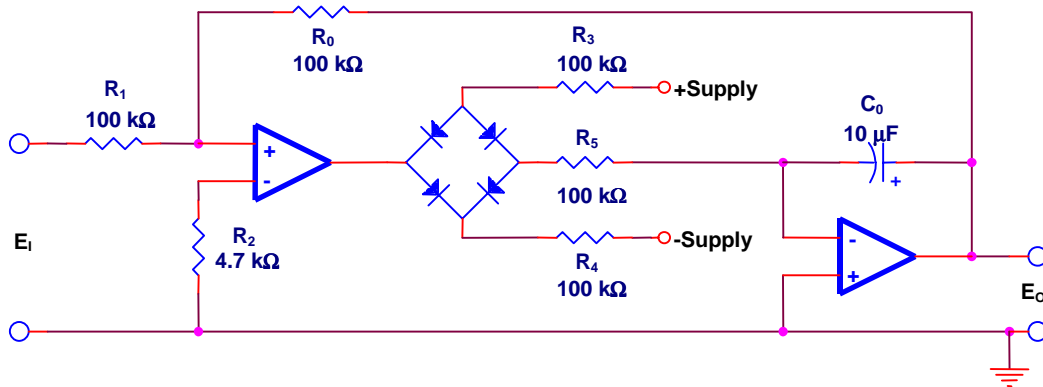 R0
100 kΩ
R3
100 kΩ
+Supply
R1
100 kΩ
C0
10 µF
+
+
-
R5
100 kΩ
EI
R2
4.7 kΩ
-Supply
R4
100 kΩ
-
+
EO